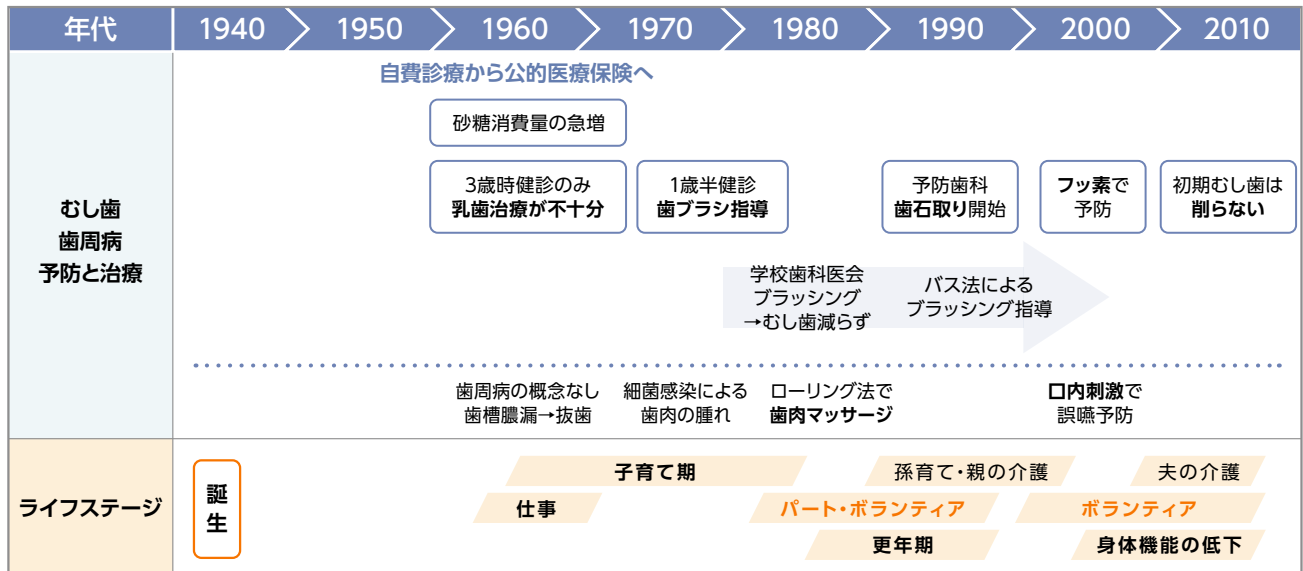 年代
1940
1950
1960
1970
1980
1990
2000
2010
むし歯
歯周病
予防と治療
自費診療から公的医療保険へ
砂糖消費量の急増
3歳時健診のみ
乳歯治療が不十分
1歳半健診
歯ブラシ指導
予防歯科
歯石取り開始
フッ素で
予防
初期むし歯は
削らない
学校歯科医会
ブラッシング
→むし歯減らず
バス法による
ブラッシング指導
歯周病の概念なし
歯槽膿漏→抜歯
細菌感染による
歯肉の腫れ
ローリング法で
歯肉マッサージ
口内刺激で
誤嚥予防
ライフステージ
誕生
子育て期
孫育て・親の介護
夫の介護
仕事
パート・ボランティア
ボランティア
更年期
身体機能の低下